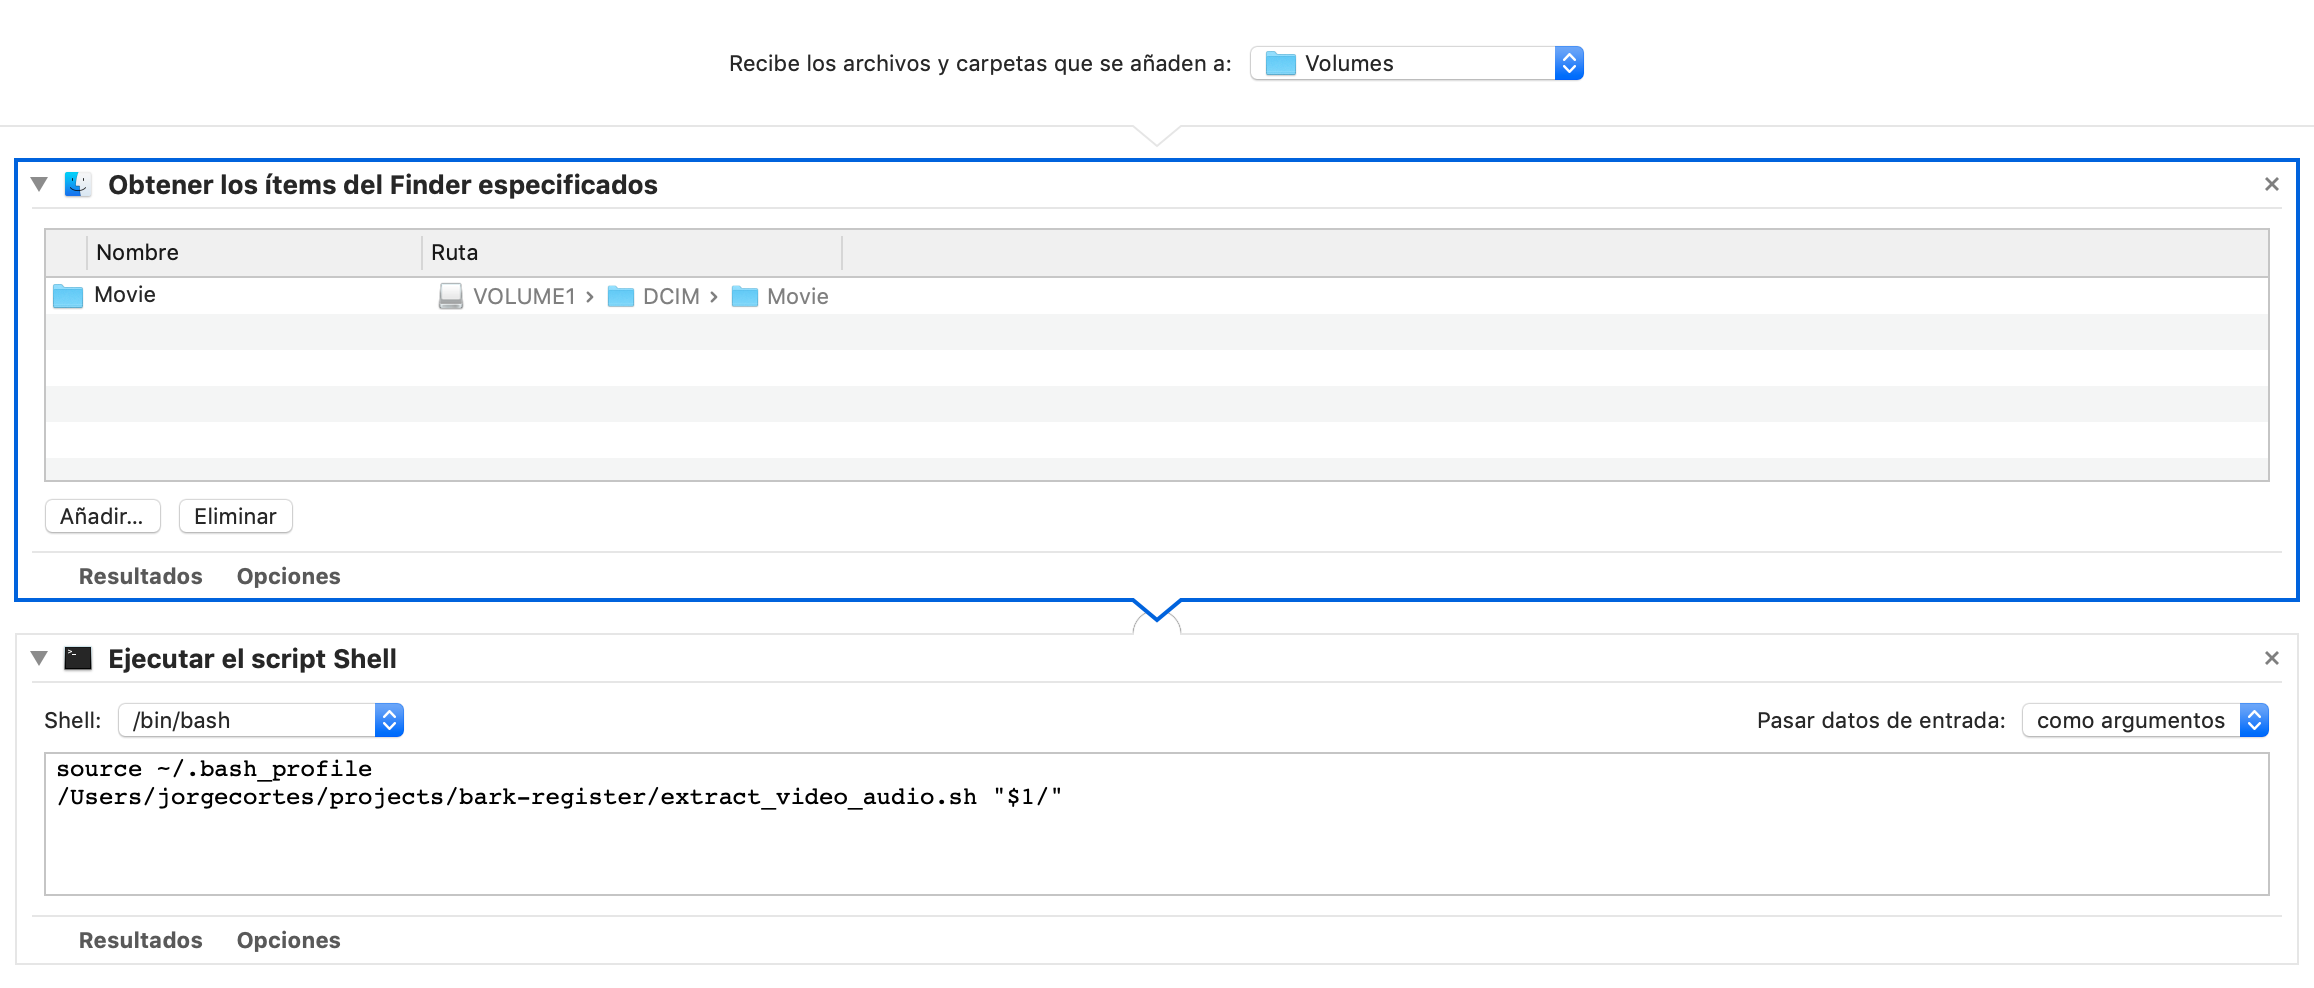 Recibe los archivos y carpetas que se añaden a: Volumes
Obtener los ítems del Finder especificados
Nombre Ruta
Movie VOLUME1 › DCIM › Movie
Añadir... Eliminar
Resultados Opciones
Ejecutar el script Shell
Shell: /bin/bash Pasar datos de entrada: como argumentos
source ~/.bash_profile
/Users/jorgecortes/projects/bark-register/extract_video_audio.sh "$1/"
Resultados Opciones